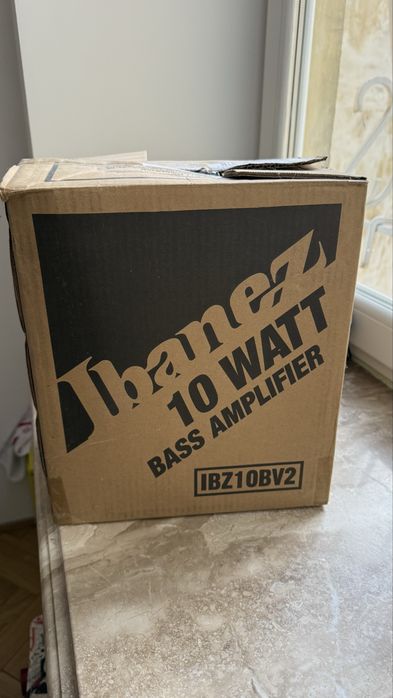 Ibanez
10 WATT
BASS AMPLIFIER
IBZ10BV2